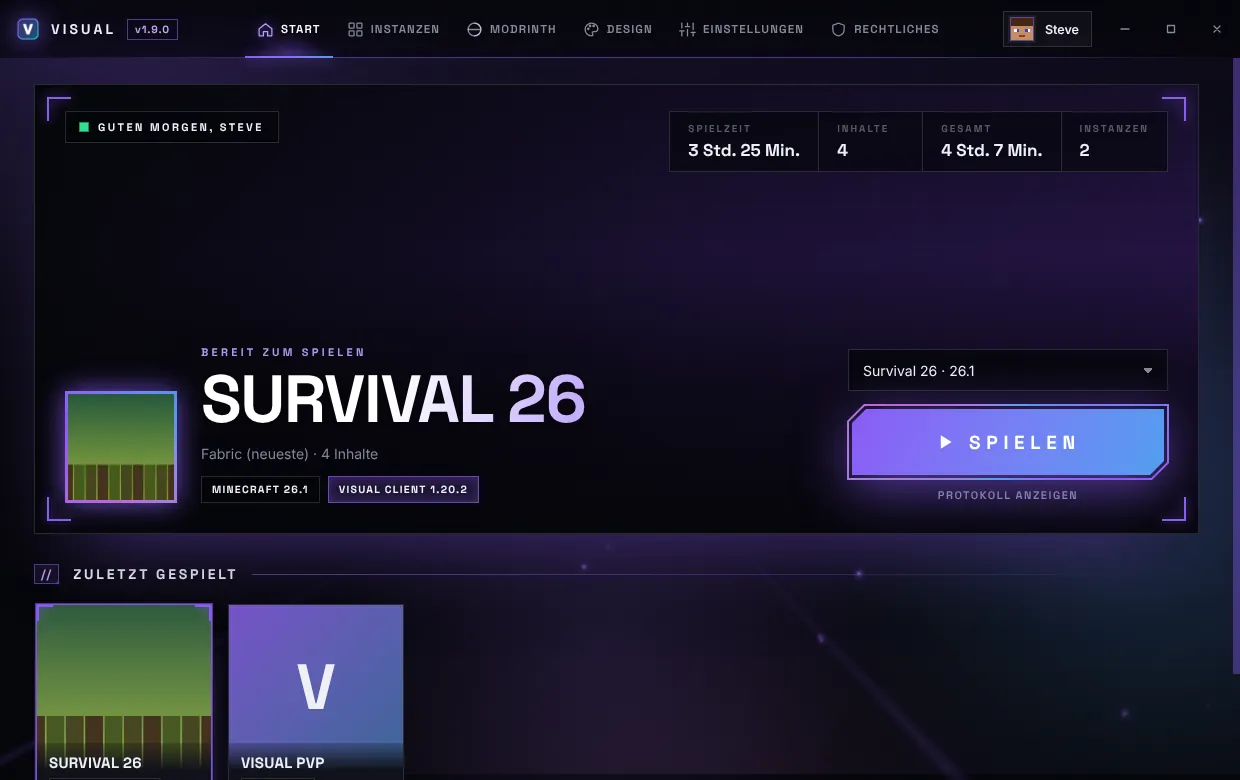 V VISUAL v1.9.0 START INSTANZEN MODRINTH DESIGN EINSTELLUNGEN RECHTLICHES Steve
GUTEN MORGEN, STEVE
SPIELZEIT INHALTE GESAMT INSTANZEN
3 Std. 25 Min. 4 4 Std. 7 Min. 2
BEREIT ZUM SPIELEN
SURVIVAL 26
Fabric (neueste) · 4 Inhalte
MINECRAFT 26.1 VISUAL CLIENT 1.20.2
Survival 26 · 26.1
SPIELEN
PROTOKOLL ANZEIGEN
// ZULETZT GESPIELT
V
SURVIVAL 26 VISUAL PVP